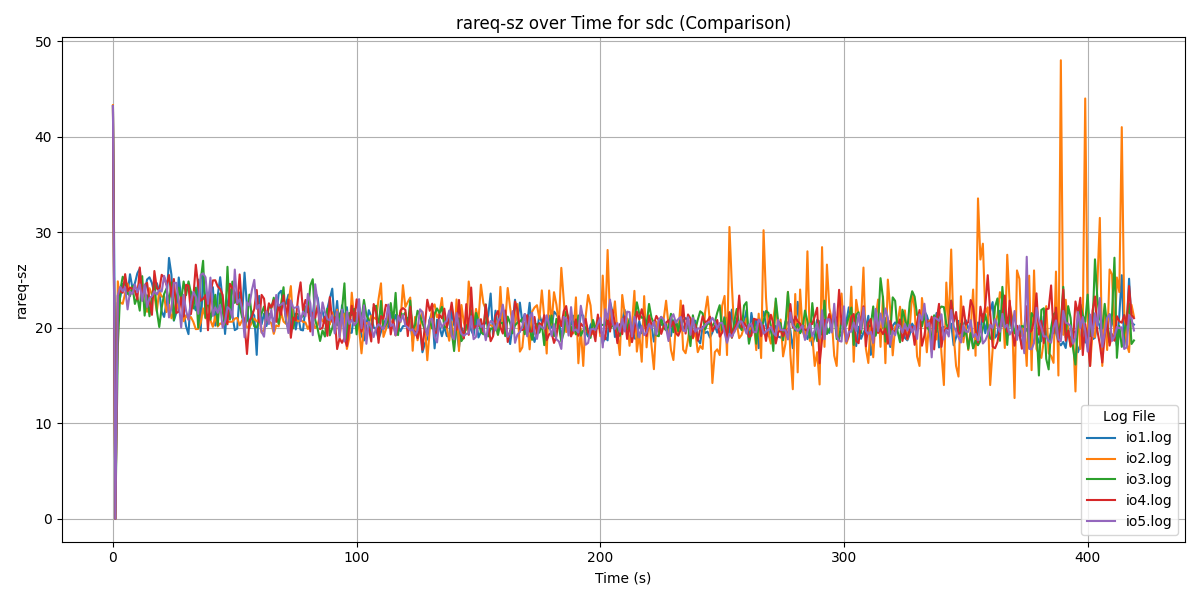 rareq-sz over Time for sdc (Comparison)
50
40
30
20
10
0
rareq-sz
0
100
200
300
400
Time (s)
Log File
io1.log
io2.log
io3.log
io4.log
io5.log